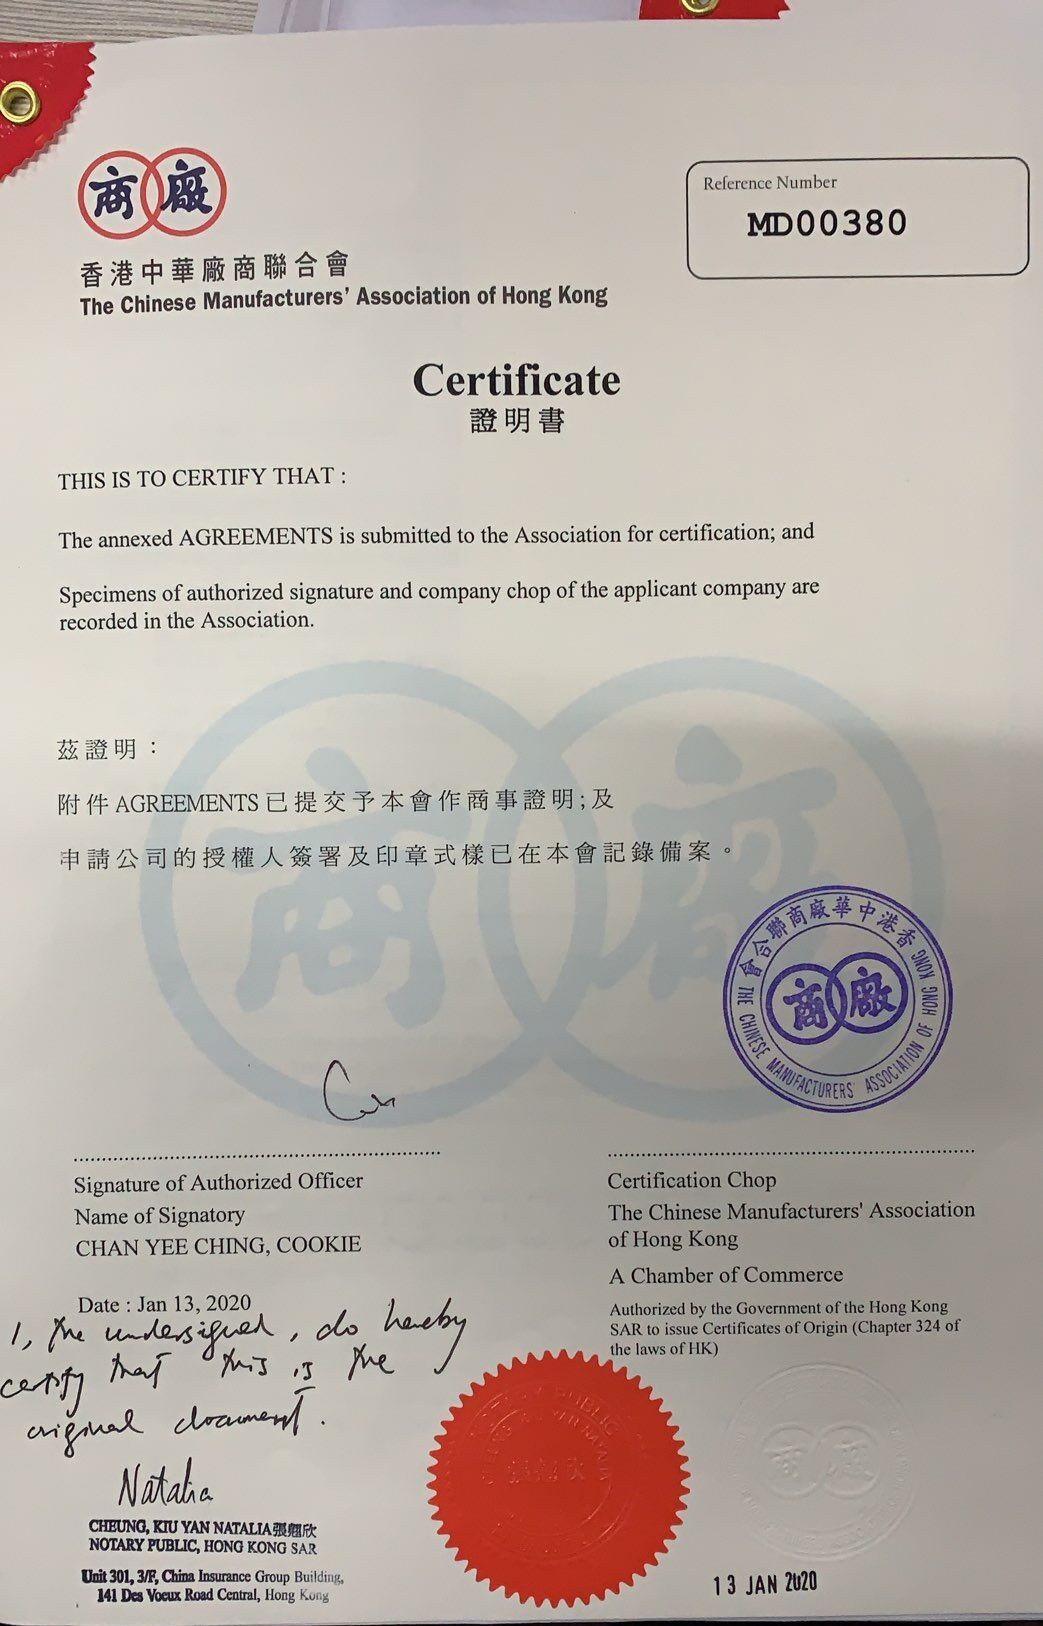 商廠
香港中華廠商聯合會
The Chinese Manufacturers' Association of Hong Kong
Reference Number
MD00380
Certificate
證明書
THIS IS TO CERTIFY THAT :
The annexed AGREEMENTS is submitted to the Association for certification; and
Specimens of authorized signature and company chop of the applicant company are
recorded in the Association.
茲證明：
附件 AGREEMENTS 已提交予本會作商事證明;及
申請公司的授權人簽署及印章式樣已在本會記錄備案。
商廠
香港中華廠商聯合會
THE CHINESE MANUFACTURERS' ASSOCIATION OF HONG KONG
商廠
Signature of Authorized Officer
Name of Signatory
CHAN YEE CHING, COOKIE
Date : Jan 13, 2020
Certification Chop
The Chinese Manufacturers' Association
of Hong Kong
A Chamber of Commerce
Authorized by the Government of the Hong Kong
SAR to issue Certificates of Origin (Chapter 324 of
the laws of HK)
I, the undersigned, do hereby
certify that this is the
original document.
Natalia
CHEUNG, KIU YAN NATALIA 張翹欣
NOTARY PUBLIC, HONG KONG SAR
Unit 301, 3/F, China Insurance Group Building,
141 Des Voeux Road Central, Hong Kong
NOTARY PUBLIC
商廠
13 JAN 2020